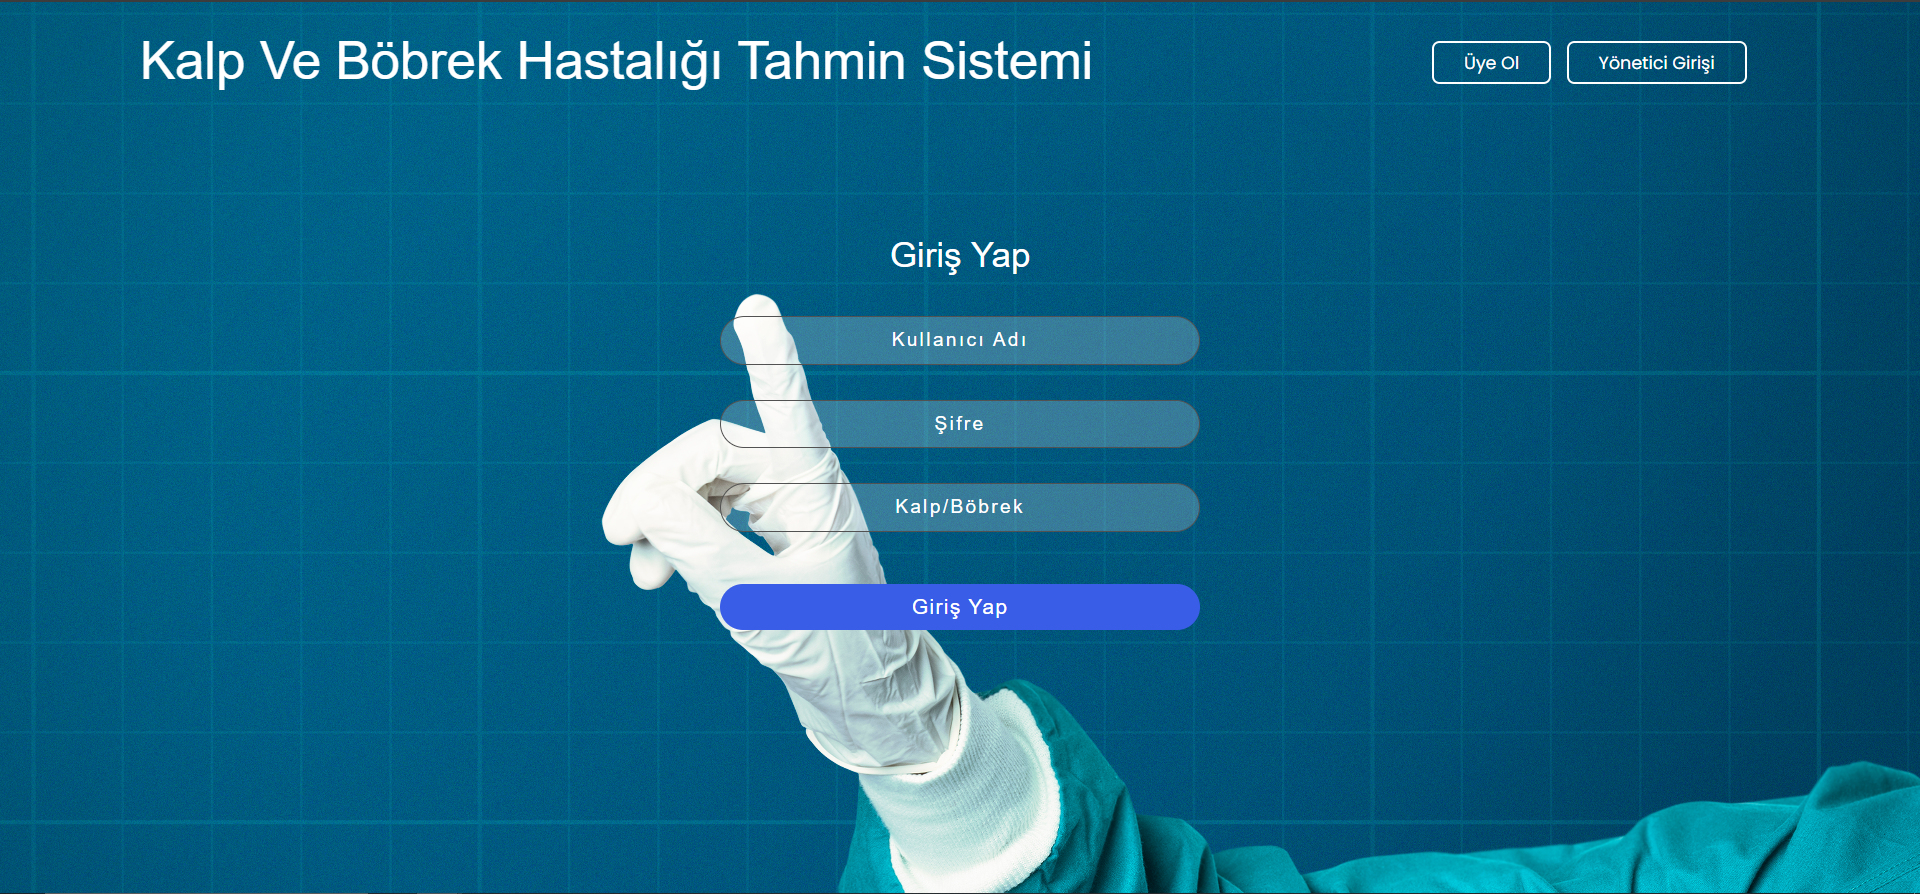 Kalp Ve Böbrek Hastalığı Tahmin Sistemi
Üye Ol
Yönetici Girişi
Giriş Yap
Kullanıcı Adı
Şifre
Kalp/Böbrek
Giriş Yap